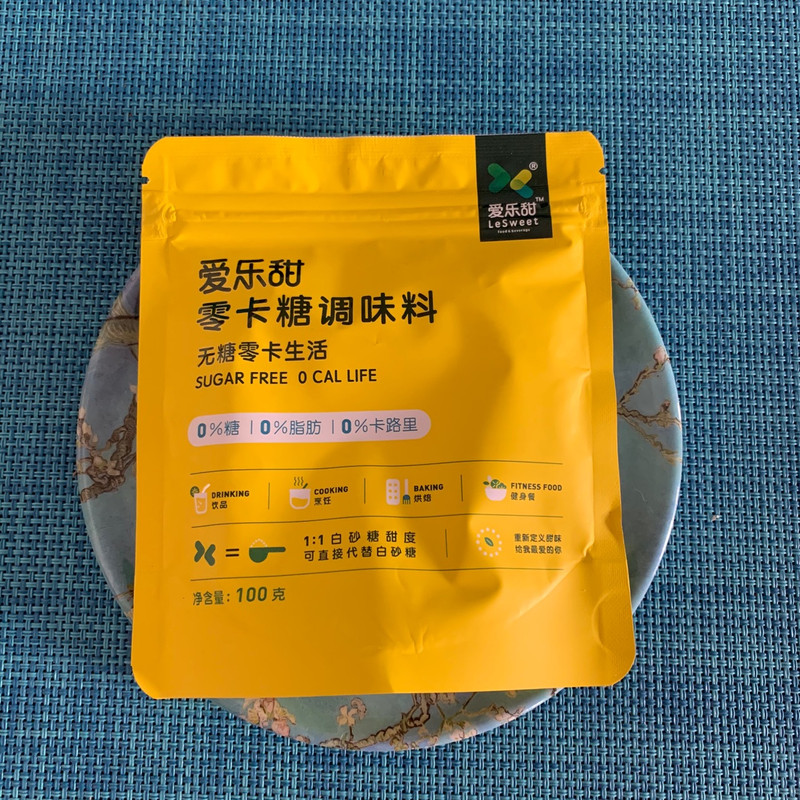 ®
爱乐甜™
LeSweet
Food & Beverage
爱乐甜
零卡糖调味料
无糖零卡生活
SUGAR FREE 0 CAL LIFE
0%糖 | 0%脂肪 | 0%卡路里
DRINKING
饮品
COOKING
烹饪
BAKING
烘焙
FITNESS FOOD
健身餐
=
1:1白砂糖甜度
可直接代替白砂糖
重新定义甜味
给我最爱的你
净含量：100克